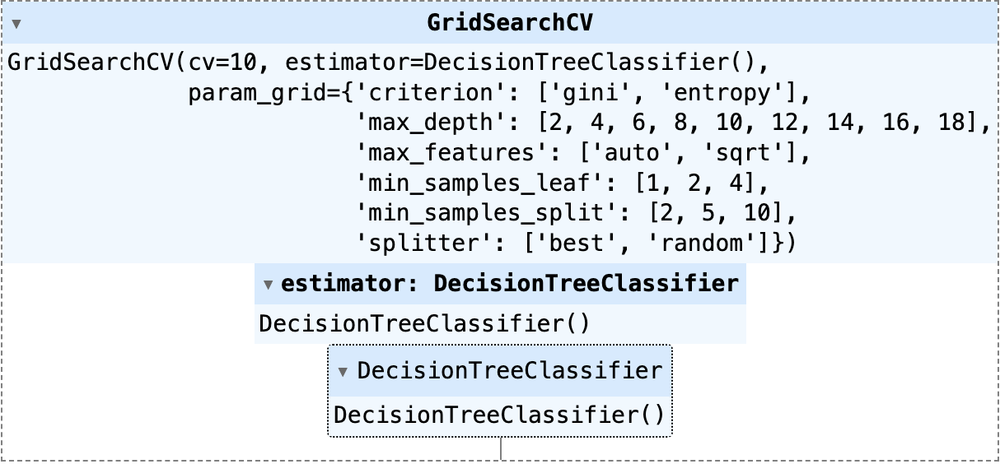 GridSearchCV
GridSearchCV(cv=10, estimator=DecisionTreeClassifier(),
param_grid={'criterion': ['gini', 'entropy'],
'max_depth': [2, 4, 6, 8, 10, 12, 14, 16, 18],
'max_features': ['auto', 'sqrt'],
'min_samples_leaf': [1, 2, 4],
'min_samples_split': [2, 5, 10],
'splitter': ['best', 'random']})
estimator: DecisionTreeClassifier
DecisionTreeClassifier()
DecisionTreeClassifier
DecisionTreeClassifier()